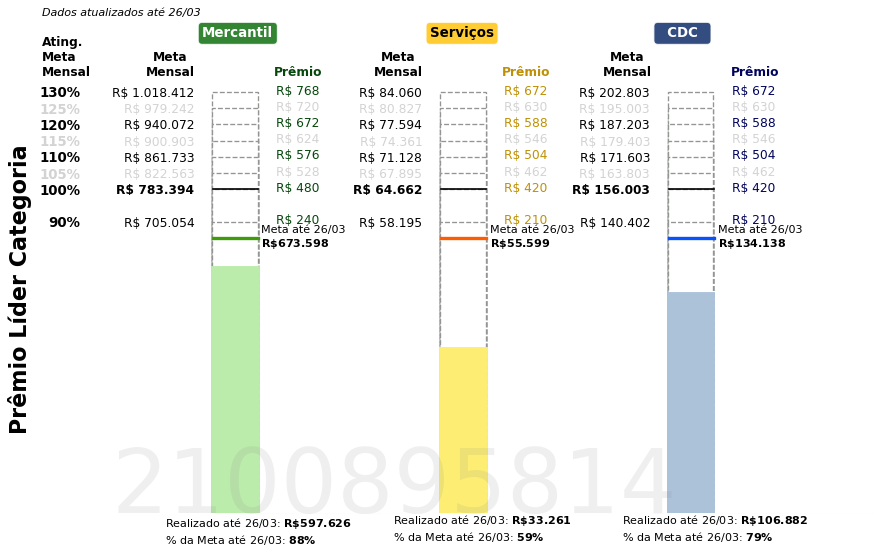 Dados atualizados até 26/03
Mercantil Serviços CDC
Ating.
Meta Meta Meta Meta
Mensal Mensal Prêmio Mensal Prêmio Mensal Prêmio
130% R$ 1.018.412 R$ 768 R$ 84.060 R$ 672 R$ 202.803 R$ 672
125% R$ 979.242 R$ 720 R$ 80.827 R$ 630 R$ 195.003 R$ 630
120% R$ 940.072 R$ 672 R$ 77.594 R$ 588 R$ 187.203 R$ 588
115% R$ 900.903 R$ 624 R$ 74.361 R$ 546 R$ 179.403 R$ 546
110% R$ 861.733 R$ 576 R$ 71.128 R$ 504 R$ 171.603 R$ 504
105% R$ 822.563 R$ 528 R$ 67.895 R$ 462 R$ 163.803 R$ 462
100% R$ 783.394 R$ 480 R$ 64.662 R$ 420 R$ 156.003 R$ 420
90% R$ 705.054 R$ 240 R$ 58.195 R$ 210 R$ 140.402 R$ 210
Meta até 26/03 Meta até 26/03 Meta até 26/03
R$673.598 R$55.599 R$134.138
Prêmio Líder Categoria
2100895814
Realizado até 26/03: R$597.626 Realizado até 26/03: R$33.261 Realizado até 26/03: R$106.882
% da Meta até 26/03: 88% % da Meta até 26/03: 59% % da Meta até 26/03: 79%